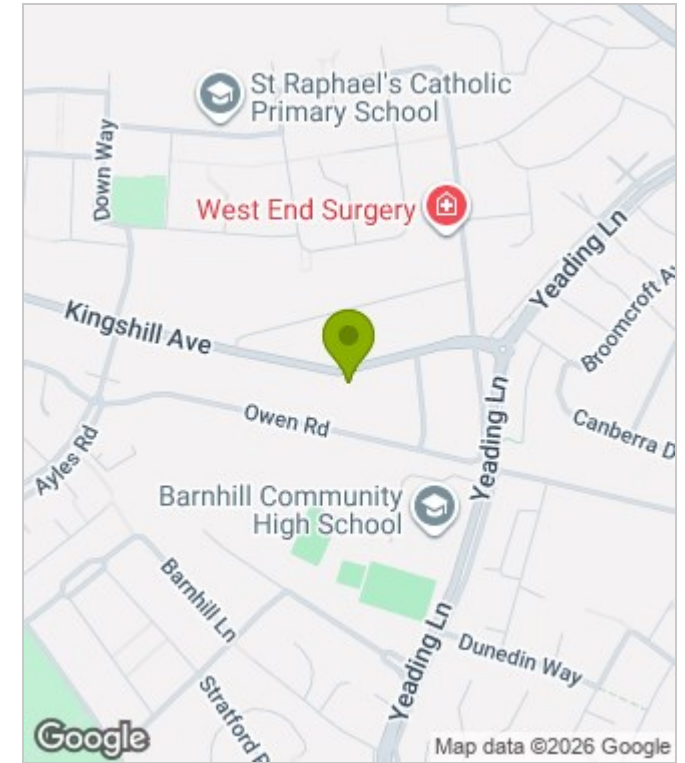 St Raphael's Catholic
Primary School
Down Way
West End Surgery
Yeading Ln
Broomcroft
Kingshill Ave
Owen Rd
Canberra
Yeading Ln
Ayles Rd
Barnhill Community
High School
Barnhill Ln
Yeading Ln
Dunedin Way
Stratford
Google
Map data ©2026 Google